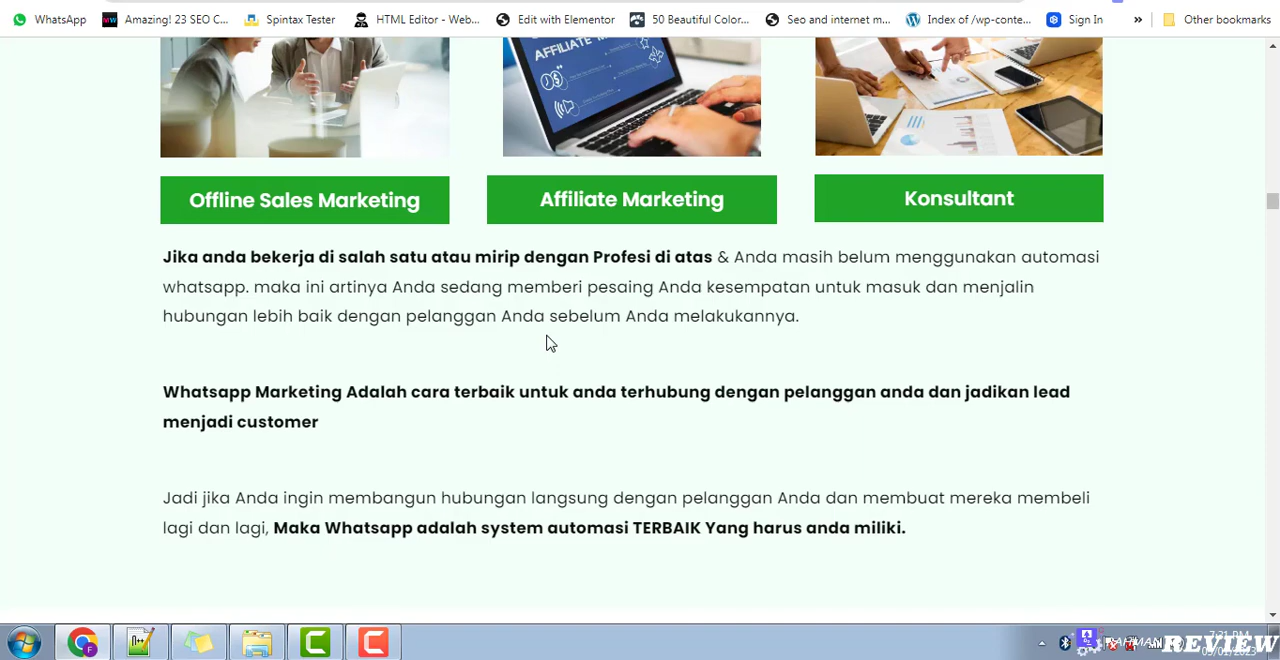 WhatsApp Amazing! 23 SEO C... Spintax Tester HTML Editor - Web... Edit with Elementor 50 Beautiful Color... Seo and internet m... Index of /wp-conte... Sign In » Other bookmarks
AFFILIATE
Offline Sales Marketing Affiliate Marketing Konsultant
Jika anda bekerja di salah satu atau mirip dengan Profesi di atas & Anda masih belum menggunakan automasi
whatsapp. maka ini artinya Anda sedang memberi pesaing Anda kesempatan untuk masuk dan menjalin
hubungan lebih baik dengan pelanggan Anda sebelum Anda melakukannya.
Whatsapp Marketing Adalah cara terbaik untuk anda terhubung dengan pelanggan anda dan jadikan lead
menjadi customer
Jadi jika Anda ingin membangun hubungan langsung dengan pelanggan Anda dan membuat mereka membeli
lagi dan lagi, Maka Whatsapp adalah system automasi TERBAIK Yang harus anda miliki.
RAHMAN REVIEW
7:31 PM